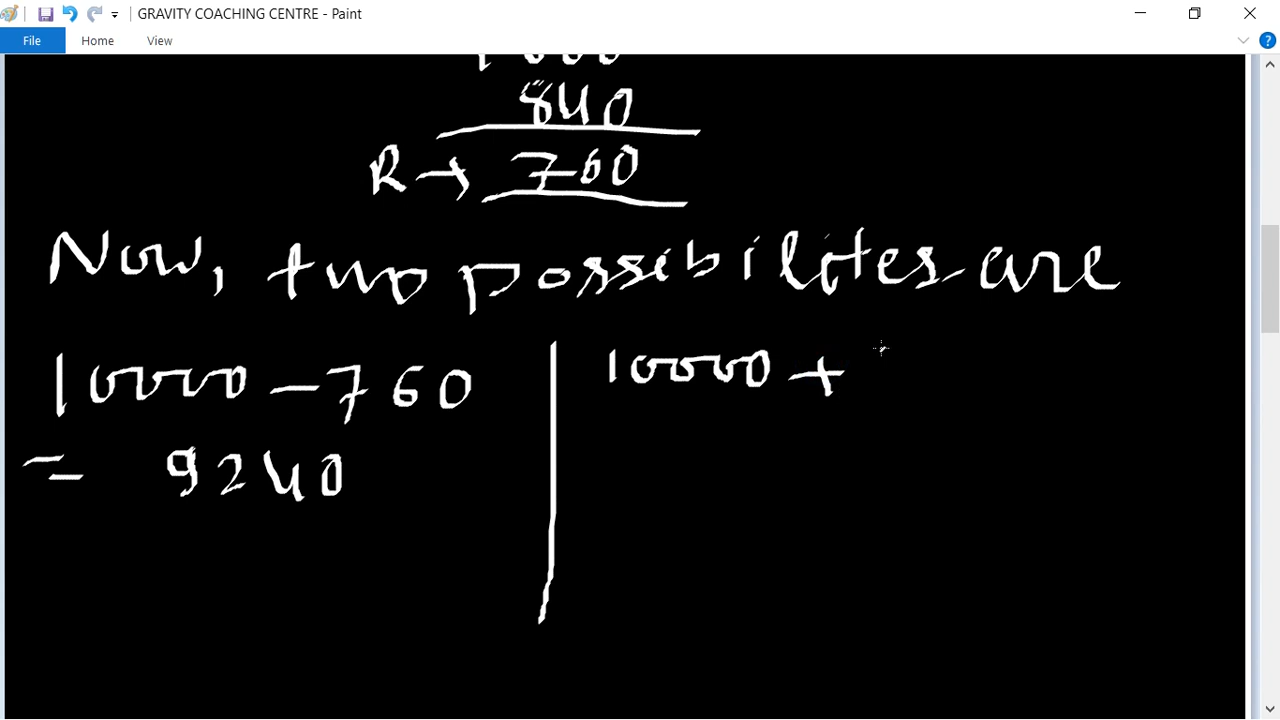 GRAVITY COACHING CENTRE - Paint
File Home View
840
R → 760
Now, two possibilites are
10000 - 760
= 9240
10000 +